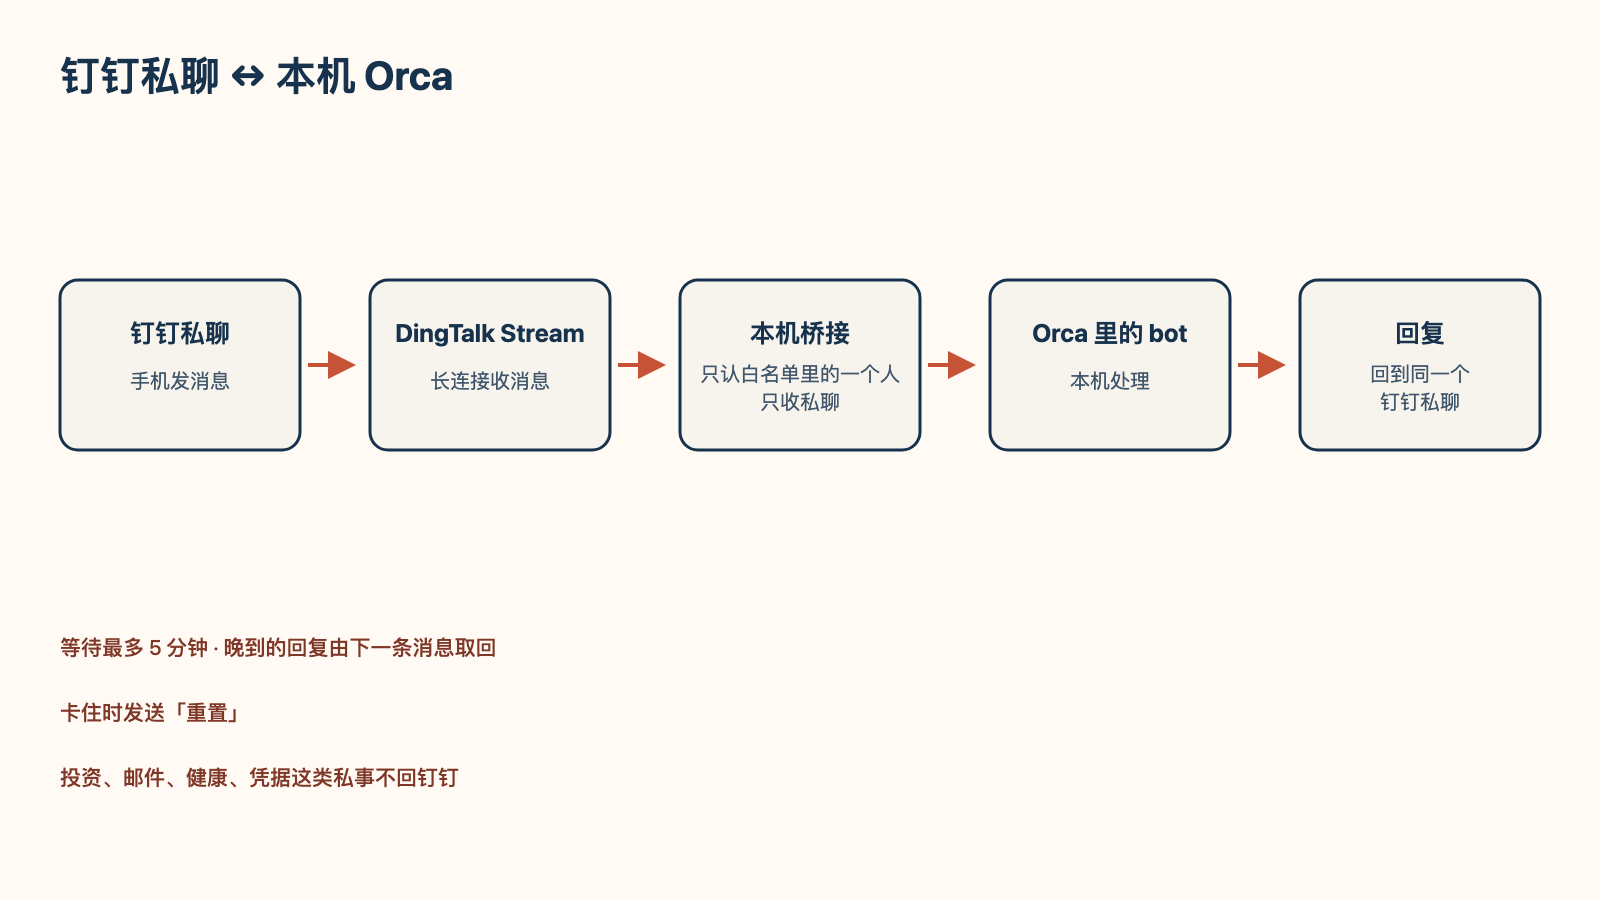 钉钉私聊 ↔ 本机 Orca
钉钉私聊
手机发消息
DingTalk Stream
长连接收消息
本机桥接
只认白名单里的一个人
只收私聊
Orca 里的 bot
本机处理
回复
回到同一个
钉钉私聊
等待最多 5 分钟 · 晚到的回复由下一条消息取回
卡住时发送「重置」
投资、邮件、健康、凭据这类私事不回钉钉